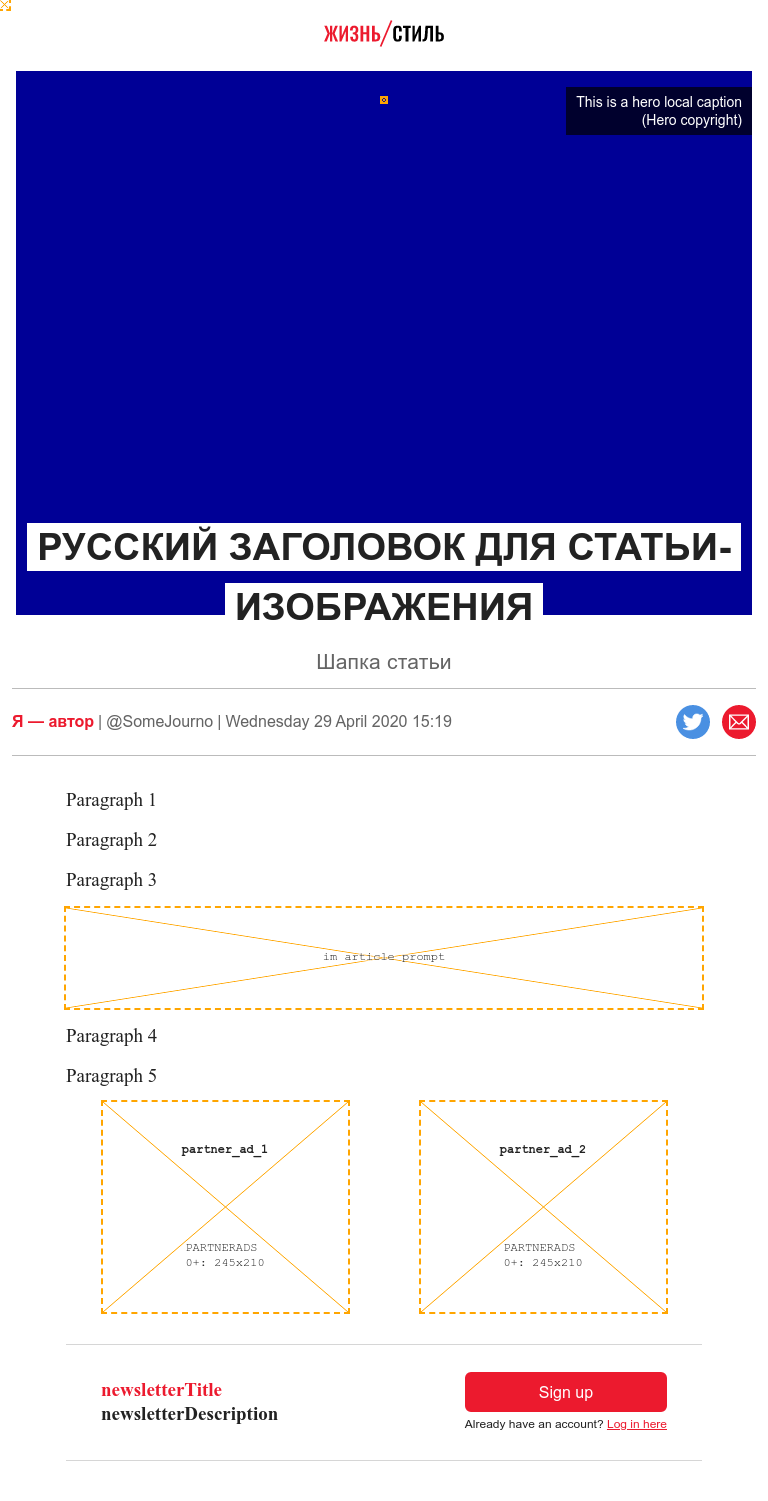 ЖИЗНЬ/СТИЛЬ
This is a hero local caption
(Hero copyright)
РУССКИЙ ЗАГОЛОВОК ДЛЯ СТАТЬИ-
ИЗОБРАЖЕНИЯ
Шапка статьи
Я — автор | @SomeJourno | Wednesday 29 April 2020 15:19
Paragraph 1
Paragraph 2
Paragraph 3
im article prompt
Paragraph 4
Paragraph 5
partner_ad_1
PARTNERADS
0+: 245x210
partner_ad_2
PARTNERADS
0+: 245x210
newsletterTitle
newsletterDescription
Sign up
Already have an account? Log in here